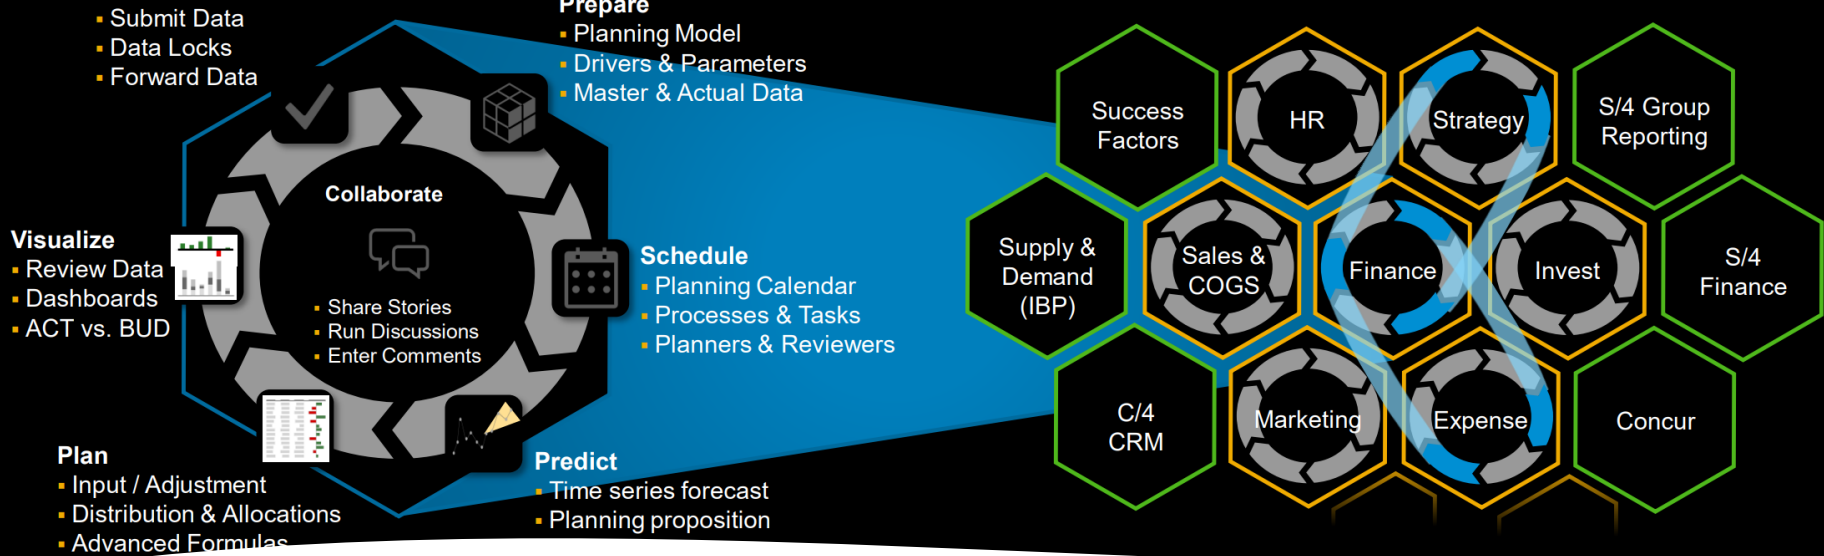 Submit Data
Data Locks
Forward Data
Prepare
Planning Model
Drivers & Parameters
Master & Actual Data
Collaborate
Share Stories
Run Discussions
Enter Comments
Visualize
Review Data
Dashboards
ACT vs. BUD
Schedule
Planning Calendar
Processes & Tasks
Planners & Reviewers
Plan
Input / Adjustment
Distribution & Allocations
Advanced Formulas
Predict
Time series forecast
Planning proposition
Success
Factors
HR
Strategy
S/4 Group
Reporting
Supply &
Demand
(IBP)
Sales &
COGS
Finance
Invest
S/4
Finance
C/4
CRM
Marketing
Expense
Concur